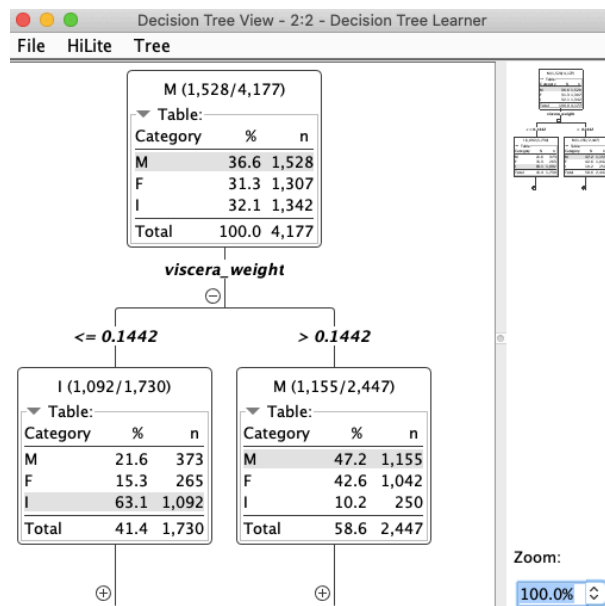 Decision Tree View - 2:2 - Decision Tree Learner
File HiLite Tree
M (1,528/4,177)
Table:
Category % n
M 36.6 1,528
F 31.3 1,307
I 32.1 1,342
Total 100.0 4,177
viscera_weight
<= 0.1442
> 0.1442
I (1,092/1,730)
Table:
Category % n
M 21.6 373
F 15.3 265
I 63.1 1,092
Total 41.4 1,730
M (1,155/2,447)
Table:
Category % n
M 47.2 1,155
F 42.6 1,042
I 10.2 250
Total 58.6 2,447
Zoom:
100.0%